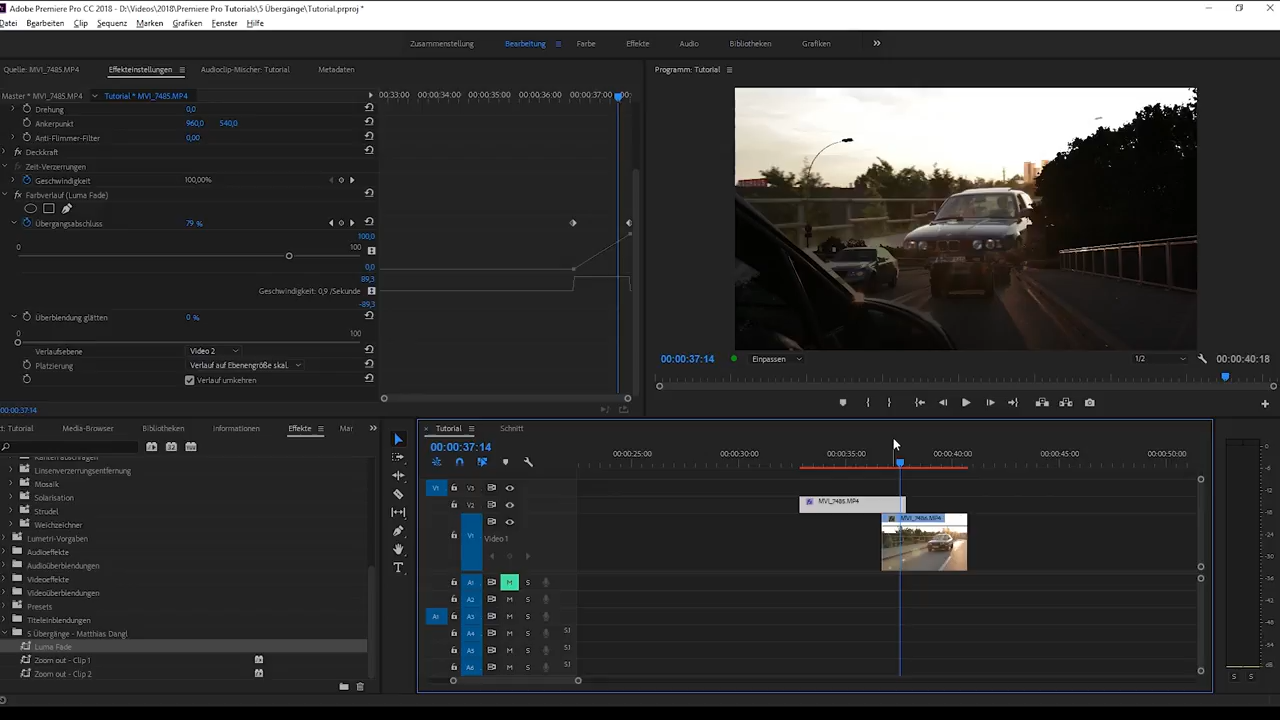 Adobe Premiere Pro CC 2018 - D:\Videos\2018\Premiere Pro Tutorials\5 Übergänge\Tutorial.prproj *
Datei Bearbeiten Clip Sequenz Marken Grafiken Fenster Hilfe
Zusammenstellung Bearbeitung Farbe Effekte Audio Bibliotheken Grafiken
Quelle: MVI_7485.MP4 Effekteinstellungen Audioclip-Mischer: Tutorial Metadaten
Programm: Tutorial
Master * MVI_7485.MP4 Tutorial * MVI_7485.MP4
00:33:00 00:00:34:00 00:00:35:00 00:00:36:00 00:00:37:00 00:
Drehung 0,0
Ankerpunkt 960,0 540,0
Anti-Flimmer-Filter 0,00
fx Deckkraft
Zeit-Verzerrungen
Geschwindigkeit 100,00%
fx Farbverlauf (Luma Fade)
Übergangsabschluss 79 %
100,0
0 100
0,0
89,3
Geschwindigkeit: 0,9 /Sekunde
-89,3
Überblendung glätten 0 %
0 100
Verlaufsebene Video 2
Platzierung Verlauf auf Ebenengröße skal.
Verlauf umkehren
00:00:37:14
00:00:37:14 Einpassen 1/2 00:00:40:18
: Tutorial Media-Browser Bibliotheken Informationen Effekte Mar
Linsenverzerrungsentfernung
Mosaik
Solarisation
Strudel
Weichzeichner
Lumetri-Vorgaben
Audioeffekte
Audioüberblendungen
Videoeffekte
Videoüberblendungen
Presets
Titeleinblendungen
5 Übergänge - Matthias Dangl
Luma Fade
Zoom out - Clip 1
Zoom out - Clip 2
Tutorial Schnitt
00:00:37:14
00:00:25:00 00:00:30:00 00:00:35:00 00:00:40:00 00:00:45:00 00:00:50:00
V1 V3
V2 MVI_7485.MP4
MVI_7486.MP4
V1 Video 1
A1 M S
A2 M S
A1 A3 M S
A4 M S
A5 M S
A6 M S
S S